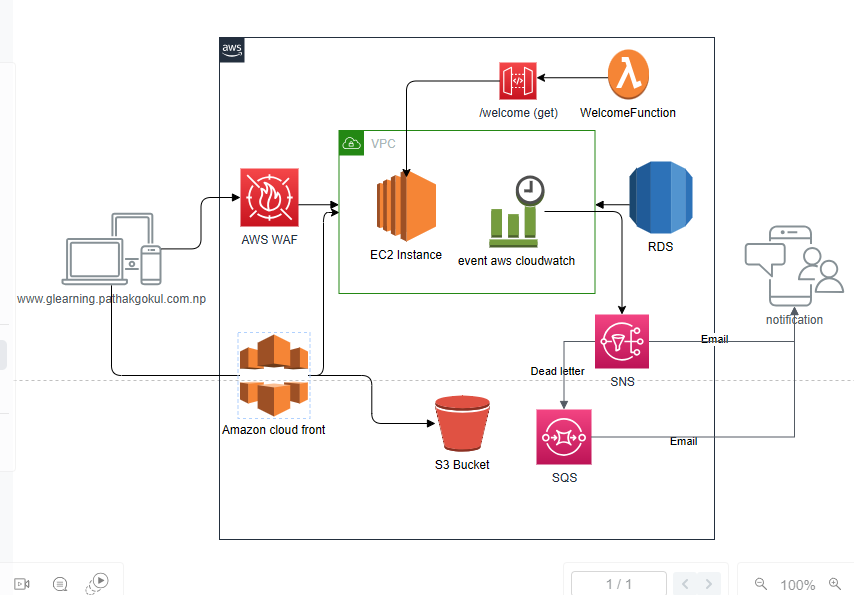 aws
/welcome (get)
WelcomeFunction
VPC
AWS WAF
EC2 Instance
event aws cloudwatch
RDS
www.glearning.pathakgokul.com.np
notification
Email
Dead letter
SNS
Amazon cloud front
Email
S3 Bucket
SQS
1 / 1
100%